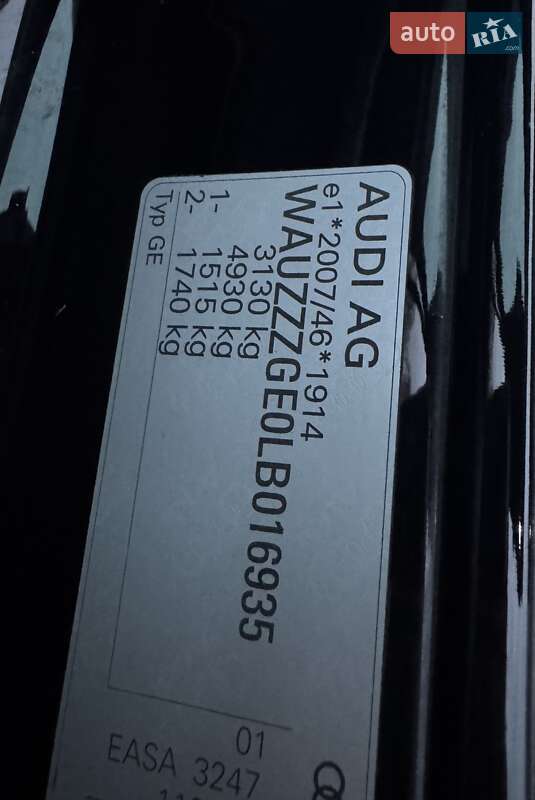 auto RIA
.com
AUDI AG
e1*2007/46*1914
WAUZZZGE0LB016935
3130 kg
4930 kg
1- 1515 kg
2- 1740 kg
Typ GE
01
EASA 3247